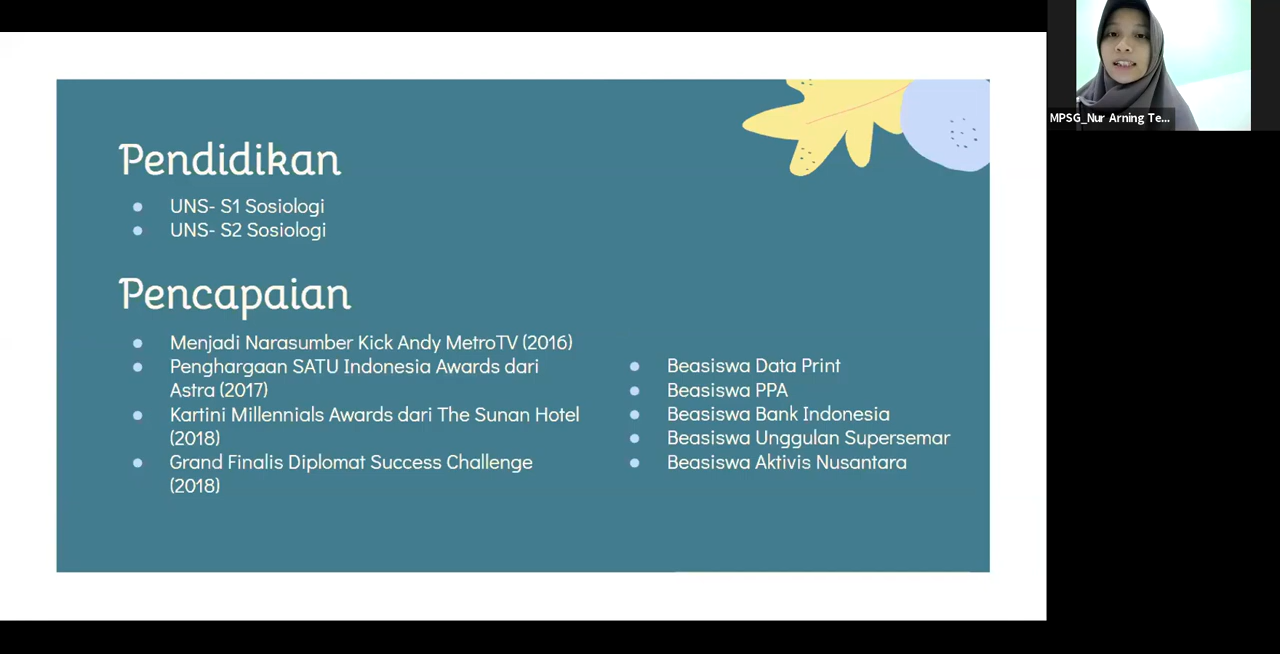 Pendidikan
UNS- S1 Sosiologi
UNS- S2 Sosiologi
Pencapaian
Menjadi Narasumber Kick Andy MetroTV (2016)
Penghargaan SATU Indonesia Awards dari
Astra (2017)
Kartini Millennials Awards dari The Sunan Hotel
(2018)
Grand Finalis Diplomat Success Challenge
(2018)
Beasiswa Data Print
Beasiswa PPA
Beasiswa Bank Indonesia
Beasiswa Unggulan Supersemar
Beasiswa Aktivis Nusantara
MPSG_Nur Arning Te...